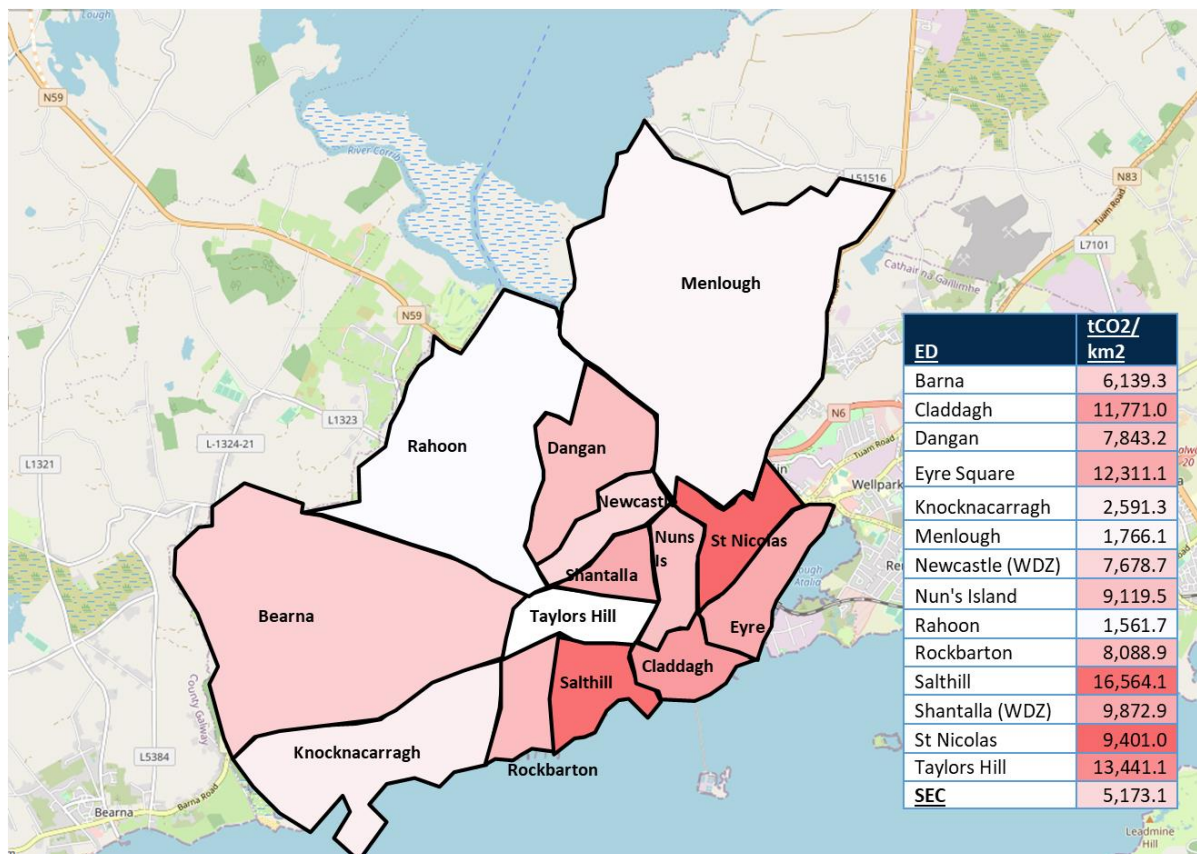 Lough
N59
River Corrib
L51516
N83
Tuam Road
L7101
Cathair na Gaillimhe
Menlough
N59
L1323
L-1324-21
L1321
Rahoon
Dangan
N6
Tuam Road
Wellpark
Newcastle
Nuns
Is
St Nicolas
Shantalla
Lough
Atalia
Ren
Bearna
Taylors Hill
Eyre
Claddagh
Salthill
County
Galway
Knocknacarragh
Rockbarton
L5384
Barna Road
Bearna
Leadmine
Hill
ED tCO2/
km2
Barna 6,139.3
Claddagh 11,771.0
Dangan 7,843.2
Eyre Square 12,311.1
Knocknacarragh 2,591.3
Menlough 1,766.1
Newcastle (WDZ) 7,678.7
Nun's Island 9,119.5
Rahoon 1,561.7
Rockbarton 8,088.9
Salthill 16,564.1
Shantalla (WDZ) 9,872.9
St Nicolas 9,401.0
Taylors Hill 13,441.1
SEC 5,173.1